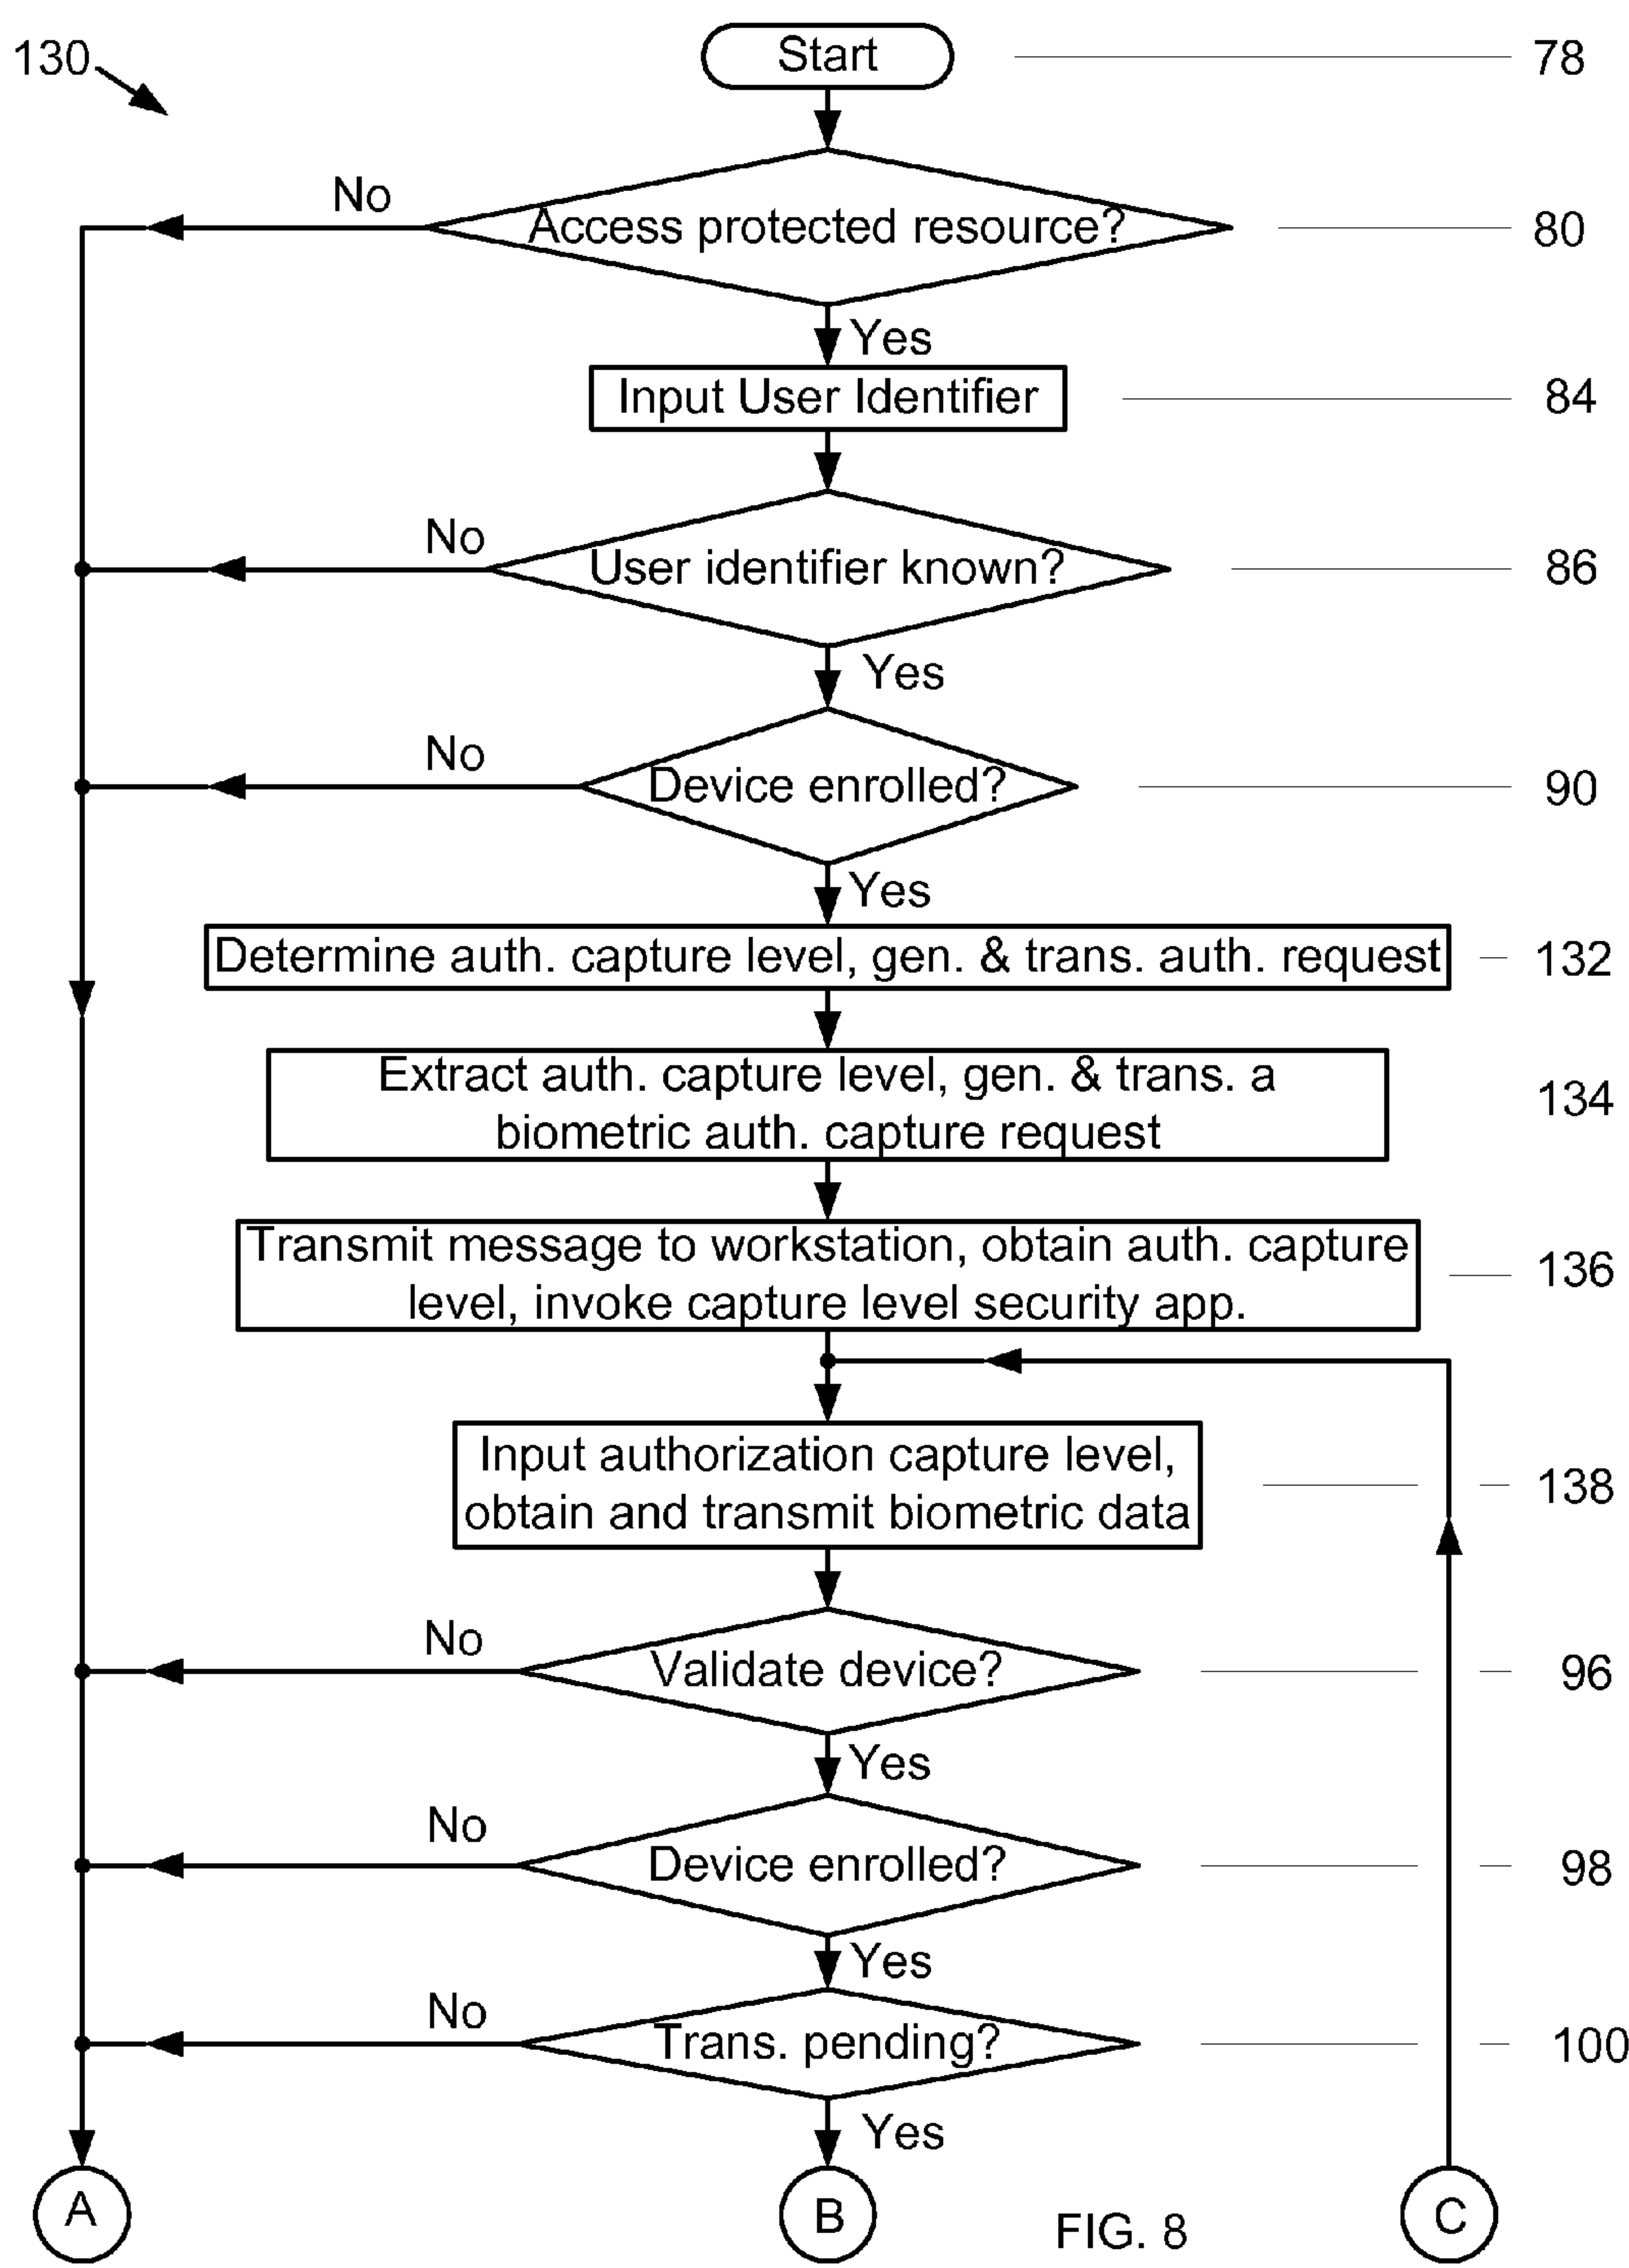 130
Start
78
No
Access protected resource?
80
Yes
Input User Identifier
84
No
User identifier known?
86
Yes
No
Device enrolled?
90
Yes
Determine auth. capture level, gen. & trans. auth. request
132
Extract auth. capture level, gen. & trans. a
biometric auth. capture request
134
Transmit message to workstation, obtain auth. capture
level, invoke capture level security app.
136
Input authorization capture level,
obtain and transmit biometric data
138
No
Validate device?
96
Yes
No
Device enrolled?
98
Yes
No
Trans. pending?
100
Yes
A
B
C
FIG. 8